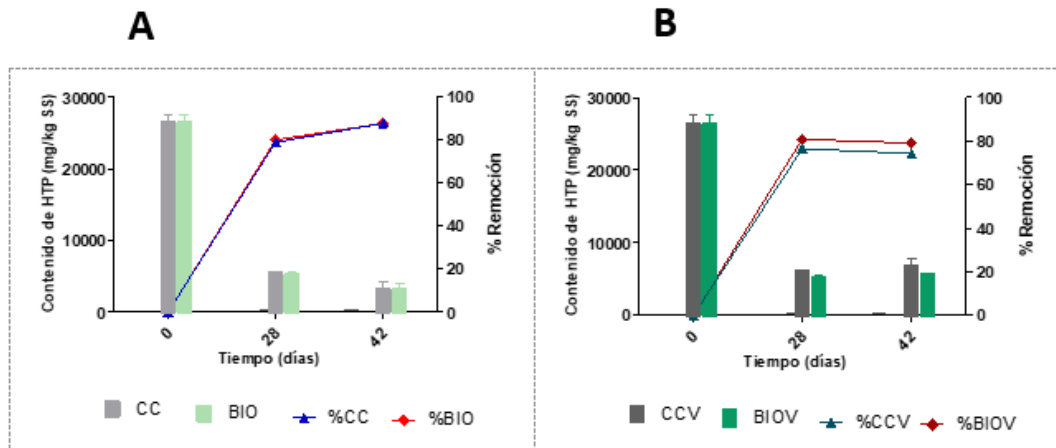 A
B
30000
20000
10000
0
Contenido de HTP (mg/kg SS)
100
80
60
40
20
0
% Remoción
0
28
42
Tiempo (días)
CC
BIO
%CC
%BIO
30000
20000
10000
0
Contenido de HTP (mg/kg SS)
100
80
60
40
20
0
% Remoción
0
28
42
Tiempo (días)
CCV
BIOV
%CCV
%BIOV